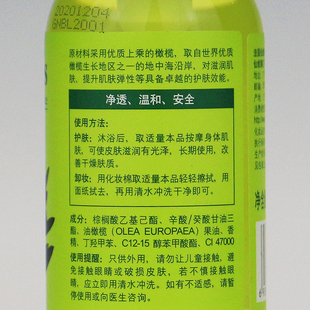 20201204
GNBL2001
原材料采用优质上乘的橄榄、取自世界优质
橄榄生长地区之一的地中海沿岸、对滋润肌
肤、提升肌肤弹性等具备卓越的护肤效能。
净透、温和、安全
使用方法:
护肤: 沐浴后、取适量本品按摩身体肌
肤，可使皮肤滋润有光泽，长期使用、改
善干燥肤质。
卸妆: 用化妆棉取适量本品轻轻擦拭，用
面纸拭去，再用清水冲洗干净即可。
成分: 棕榈酸乙基己酯、辛酸/癸酸甘油三
酯、油橄榄 (OLEA EUROPAEA) 果油、香
精、丁羟甲苯、C12-15 醇苯甲酸酯、CI 47000
使用提醒: 只供外用，请勿让儿童接触，避
免接触眼睛或破损皮肤，若不慎接触眼
睛，应立即用清水冲洗。如有不适感，请暂
停使用或向医生咨询。